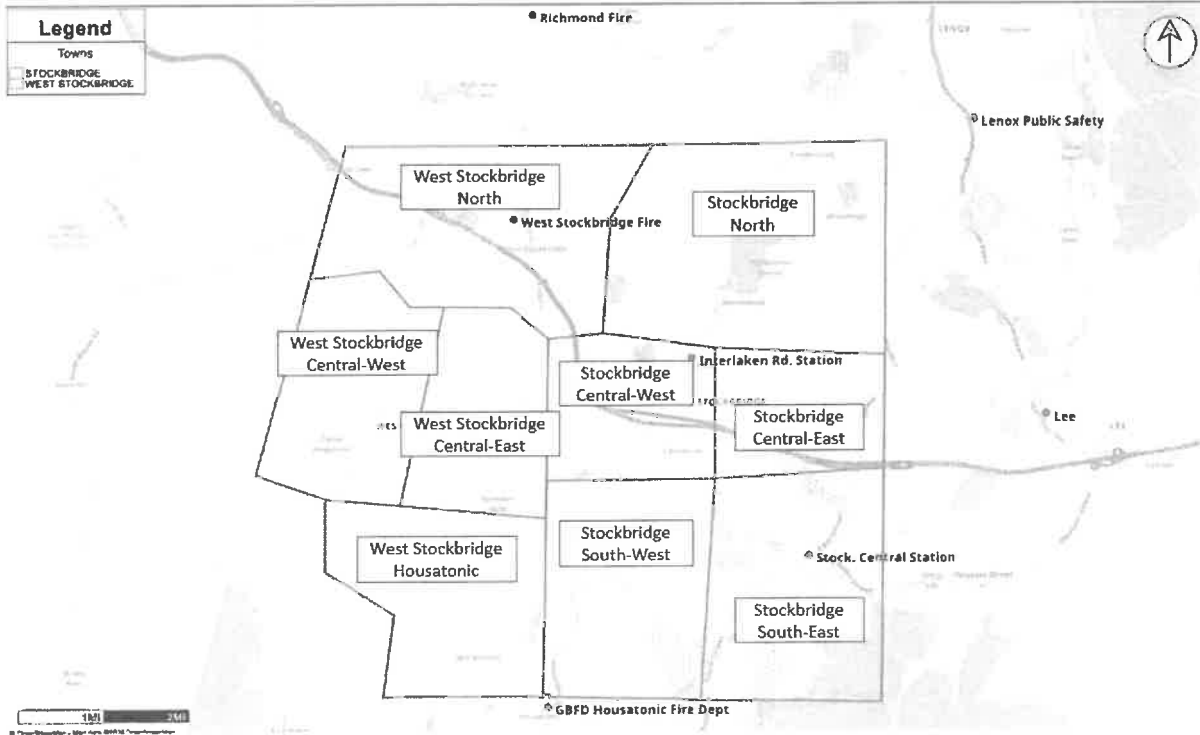 Legend
Towns
STOCKBRIDGE
WEST STOCKBRIDGE
Richmond Fire
LENOX
Lenox Public Safety
West Stockbridge
North
West Stockbridge Fire
Stockbridge
North
West Stockbridge
Central-West
Stockbridge
Central-West
Interlaken Rd. Station
West Stockbridge
Central-East
Stockbridge
Central-East
Lee
West Stockbridge
Housatonic
Stockbridge
South-West
Stock. Central Station
Stockbridge
South-East
GBFD Housatonic Fire Dept
1MI
2MI